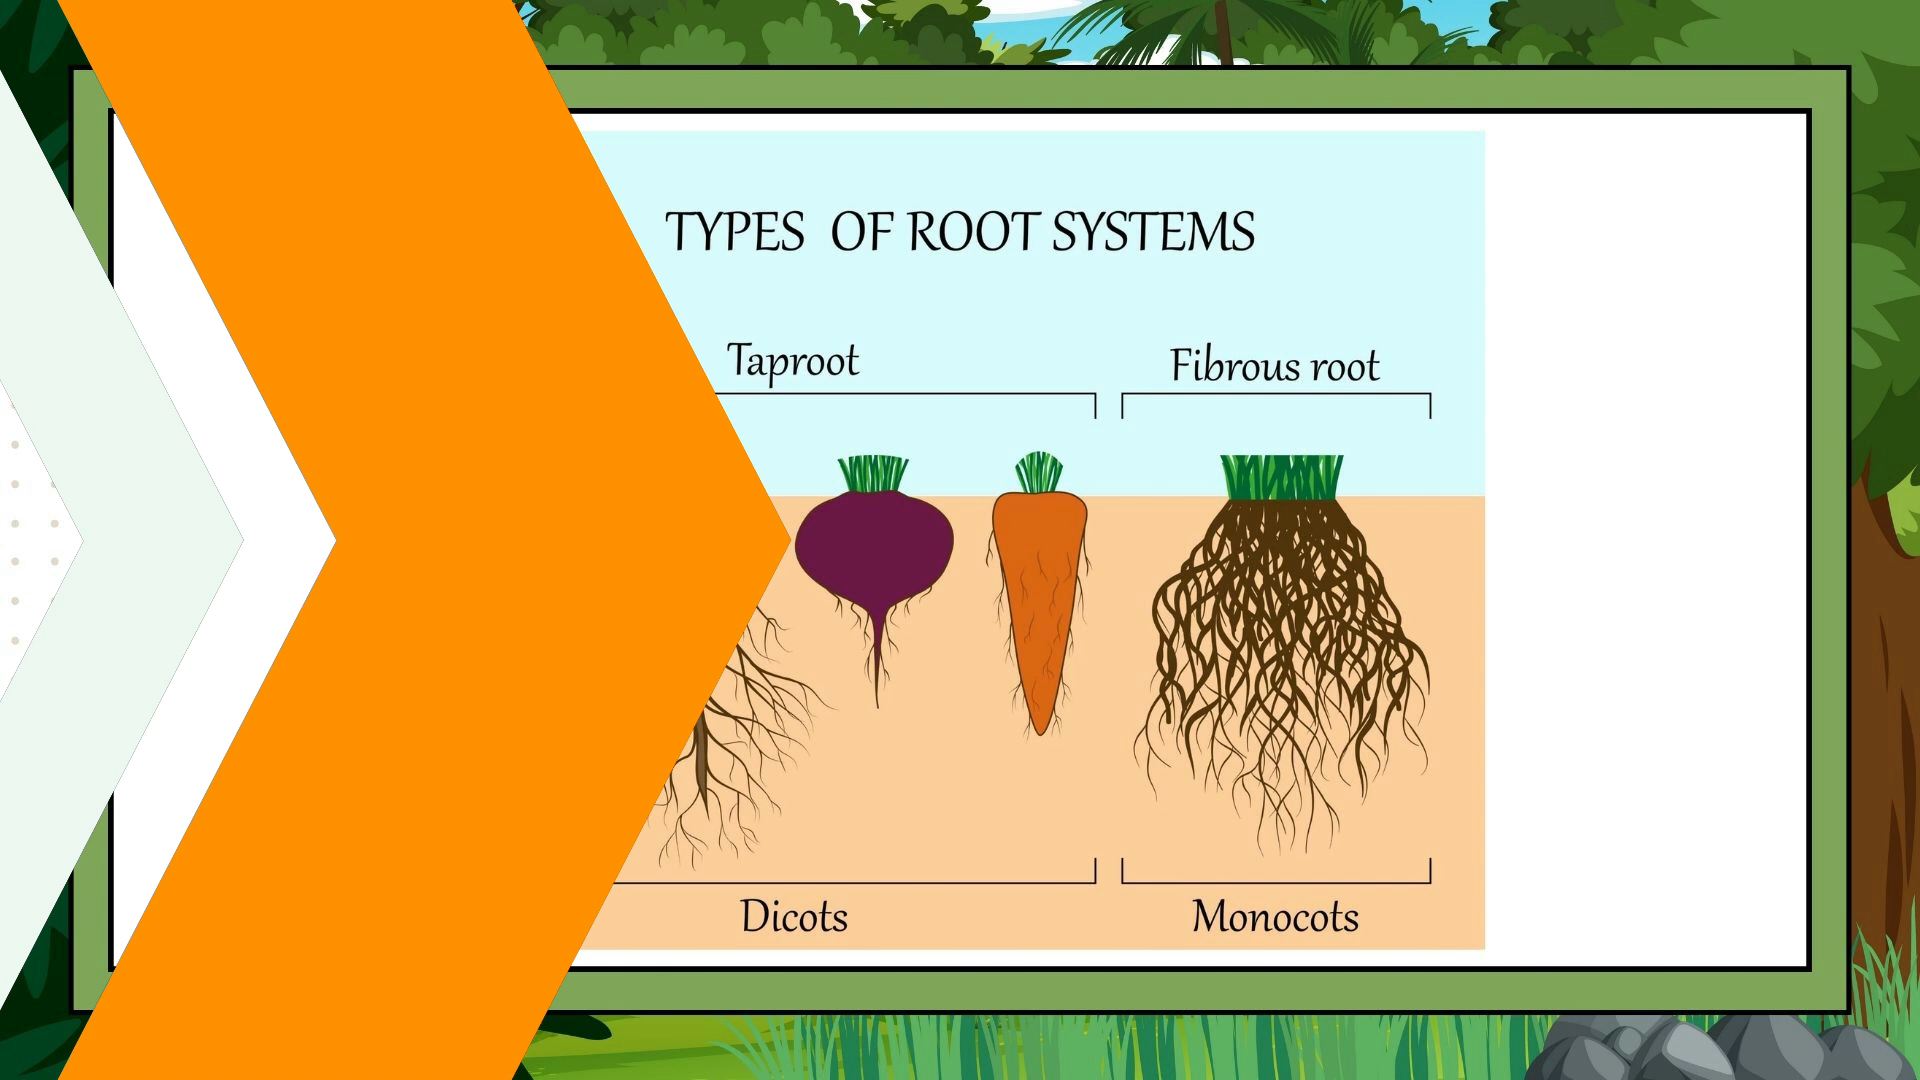 TYPES OF ROOT SYSTEMS
Taproot
Fibrous root
Dicots
Monocots